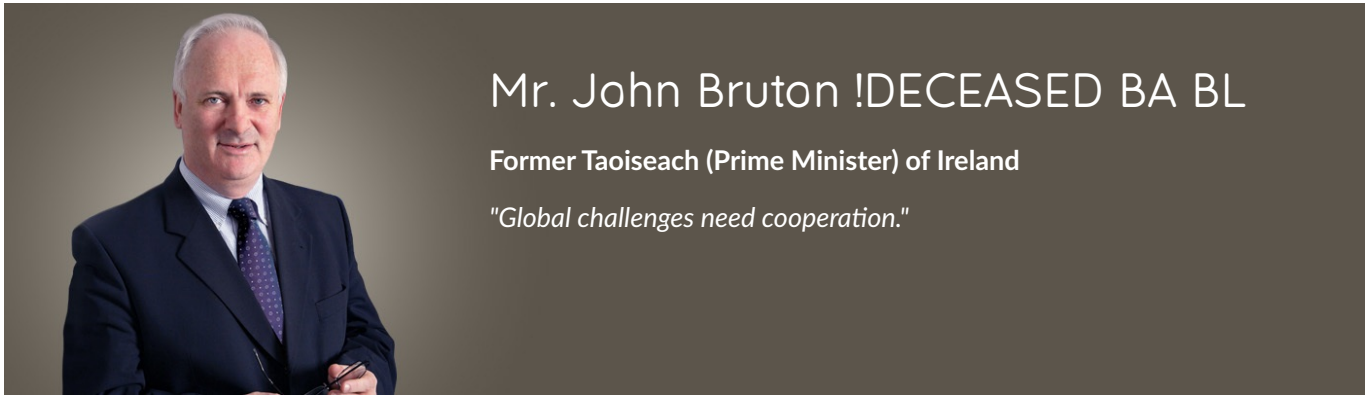 Mr. John Bruton !DECEASED BA BL
Former Taoiseach (Prime Minister) of Ireland
"Global challenges need cooperation."